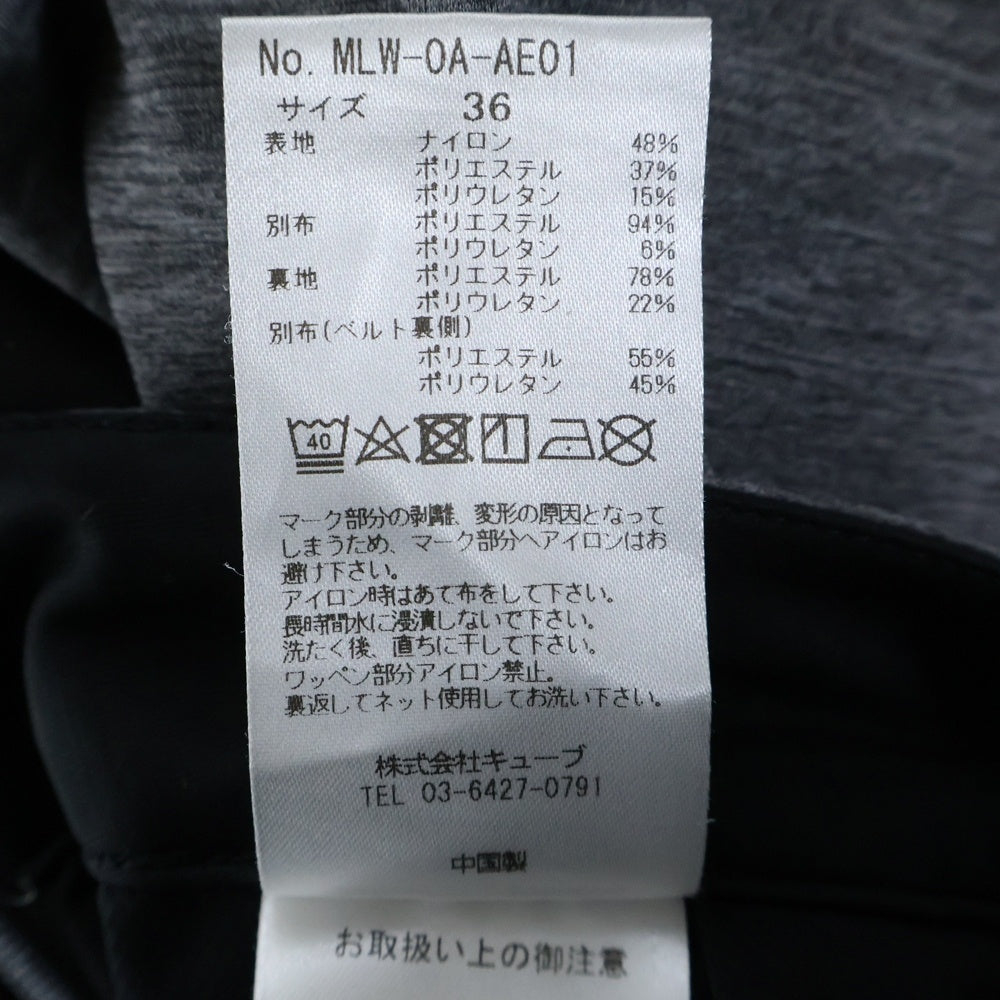 No. MLW-0A-AE01
サイズ 36
表地 ナイロン 48%
ポリエステル 37%
ポリウレタン 15%
別布 ポリエステル 94%
ポリウレタン 6%
裏地 ポリエステル 78%
ポリウレタン 22%
別布(ベルト裏側)
ポリエステル 55%
ポリウレタン 45%
40
マーク部分の剥離、変形の原因となって
しまうため、マーク部分へアイロンはお
避け下さい。
アイロン時はあて布をして下さい。
長時間水に浸漬しないで下さい。
洗たく後、直ちに干して下さい。
ワッペン部分アイロン禁止。
裏返してネット使用してお洗い下さい。
株式会社キューブ
TEL 03-6427-0791
中国製
お取扱い上の御注意